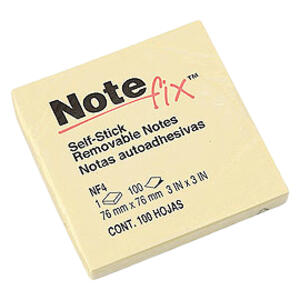 Note fix™
Self-Stick
Removable Notes
Notas autoadhesivas
NF4
1 100
76 mm x 76 mm 3 IN x 3 IN
CONT. 100 HOJAS